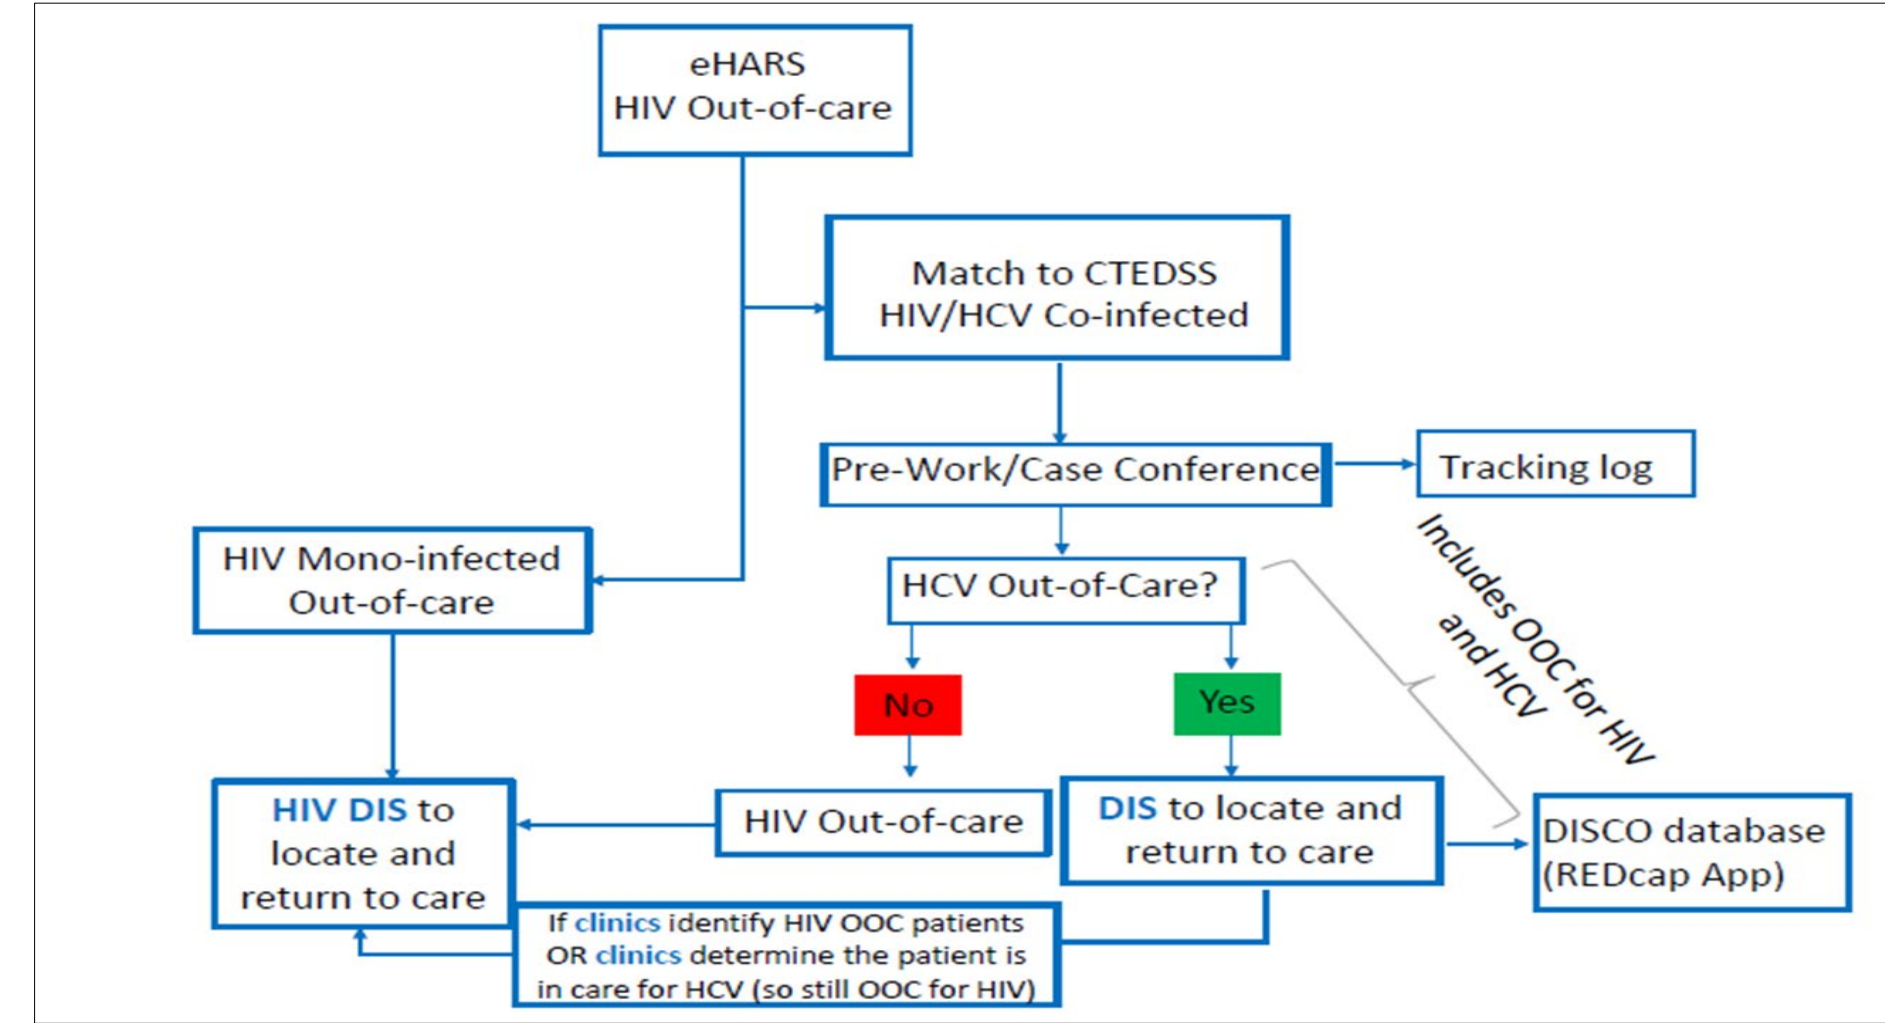 eHARS
HIV Out-of-care
Match to CTEDSS
HIV/HCV Co-infected
Pre-Work/Case Conference
Tracking log
HIV Mono-infected
Out-of-care
HCV Out-of-Care?
Includes OOC for HIV
and HCV
No
Yes
HIV DIS to
locate and
return to care
HIV Out-of-care
DIS to locate and
return to care
DISCO database
(REDcap App)
If clinics identify HIV OOC patients
OR clinics determine the patient is
in care for HCV (so still OOC for HIV)